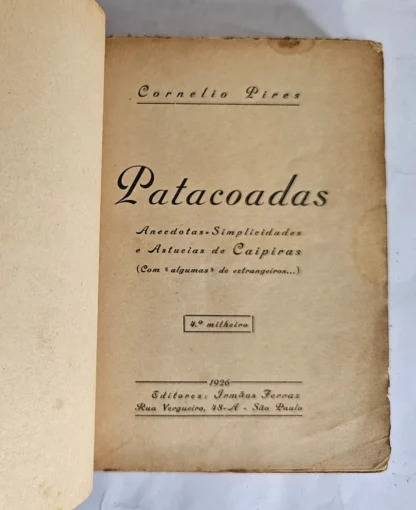 Cornelio Pires
Patacoadas
Anecdotas-Simplicidades
e Astucias de Caipiras
(Com «algumas» de extrangeiros...)
4.º milheiro
1926
Editores: Irmãos Ferraz
Rua Vergueiro, 48-A - São Paulo